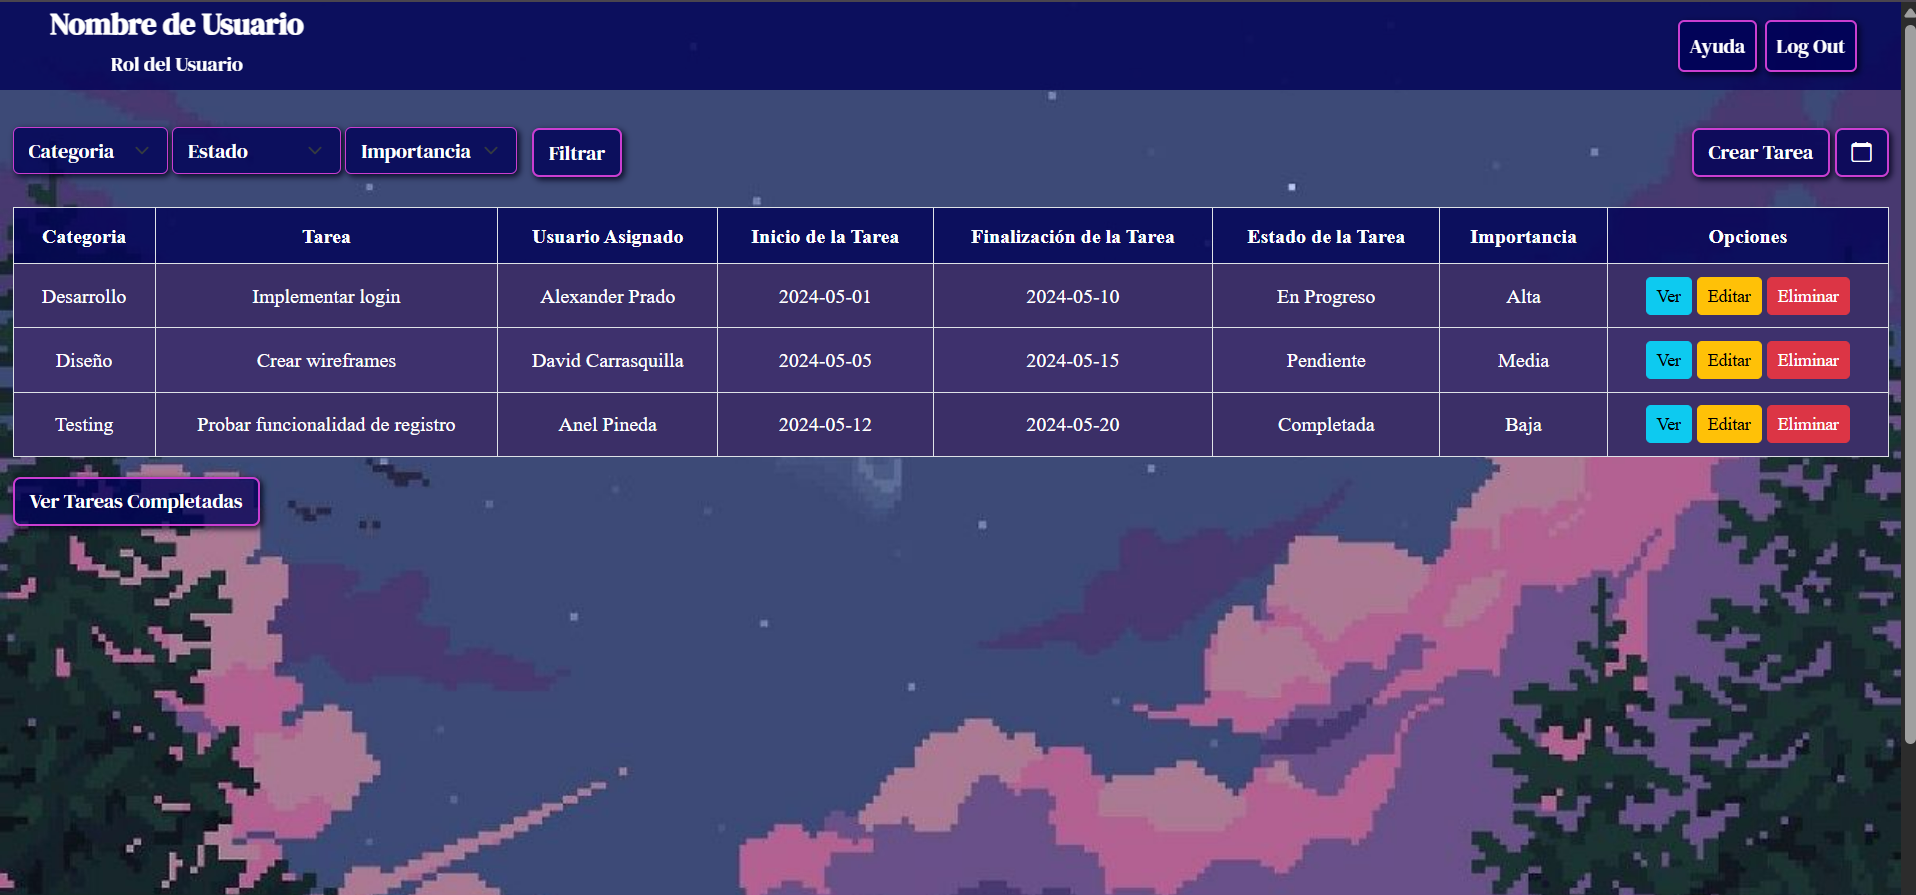 Nombre de Usuario
Rol del Usuario
Ayuda Log Out
Categoria Estado Importancia Filtrar Crear Tarea
Categoria Tarea Usuario Asignado Inicio de la Tarea Finalización de la Tarea Estado de la Tarea Importancia Opciones
Desarrollo Implementar login Alexander Prado 2024-05-01 2024-05-10 En Progreso Alta Ver Editar Eliminar
Diseño Crear wireframes David Carrasquilla 2024-05-05 2024-05-15 Pendiente Media Ver Editar Eliminar
Testing Probar funcionalidad de registro Anel Pineda 2024-05-12 2024-05-20 Completada Baja Ver Editar Eliminar
Ver Tareas Completadas